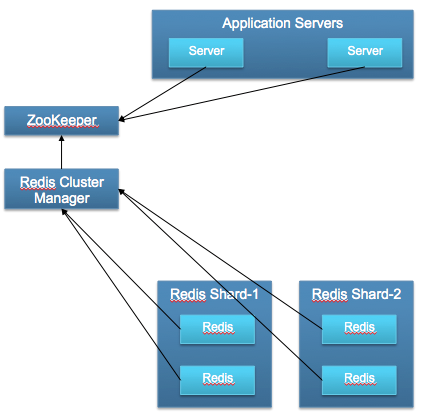 Application Servers
Server
Server
ZooKeeper
Redis Cluster
Manager
Redis Shard-1
Redis Shard-2
Redis
Redis
Redis
Redis